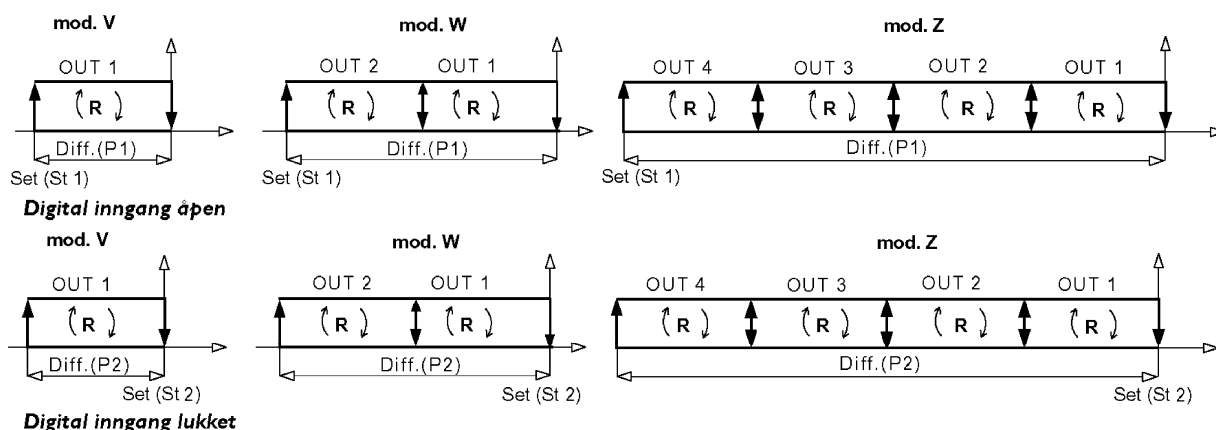 mod. V mod. W mod. Z
OUT 1 OUT 2 OUT 1 OUT 4 OUT 3 OUT 2 OUT 1
R R R R R R R
Diff.(P1) Diff.(P1) Diff.(P1)
Set (St 1) Set (St 1) Set (St 1)
Digital inngang åpen
mod. V mod. W mod. Z
OUT 1 OUT 2 OUT 1 OUT 4 OUT 3 OUT 2 OUT 1
R R R R R R R
Diff.(P2) Diff.(P2) Diff.(P2)
Set (St 2) Set (St 2) Set (St 2)
Digital inngang lukket